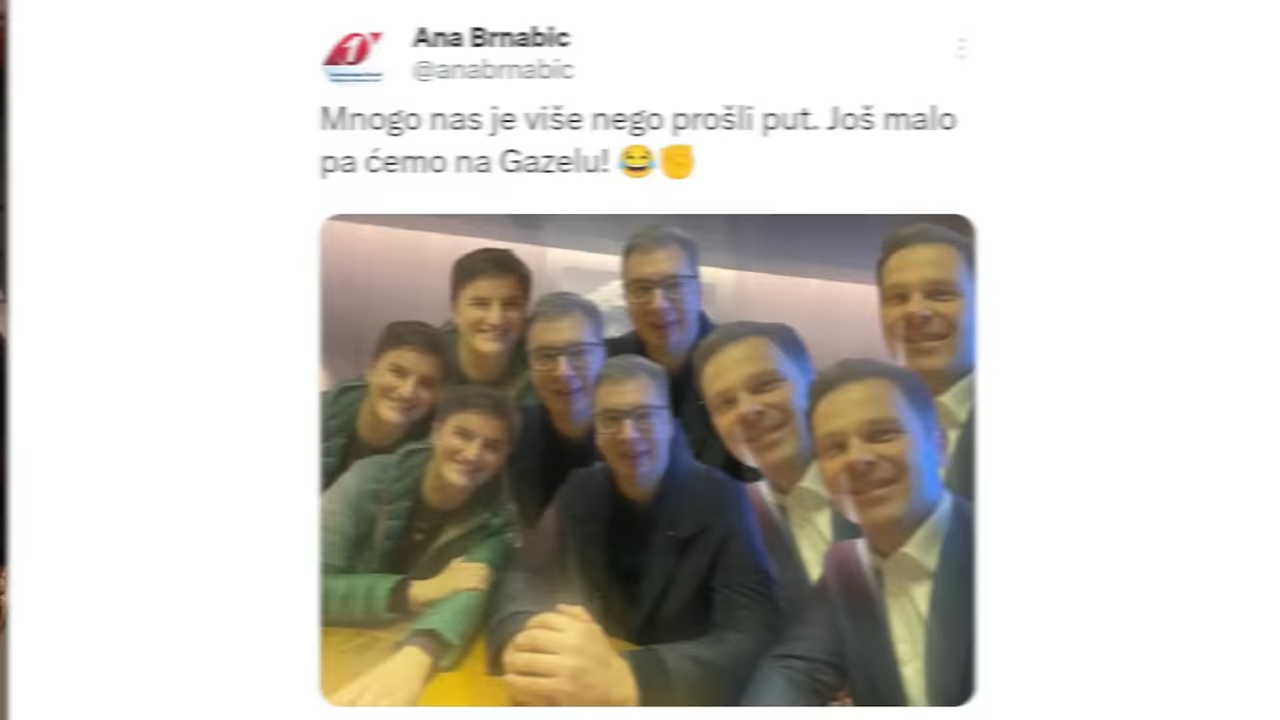 Ana Brnabic
@anabrnabic
Mnogo nas je više nego prošli put. Još malo
pa ćemo na Gazelu! 😂✊